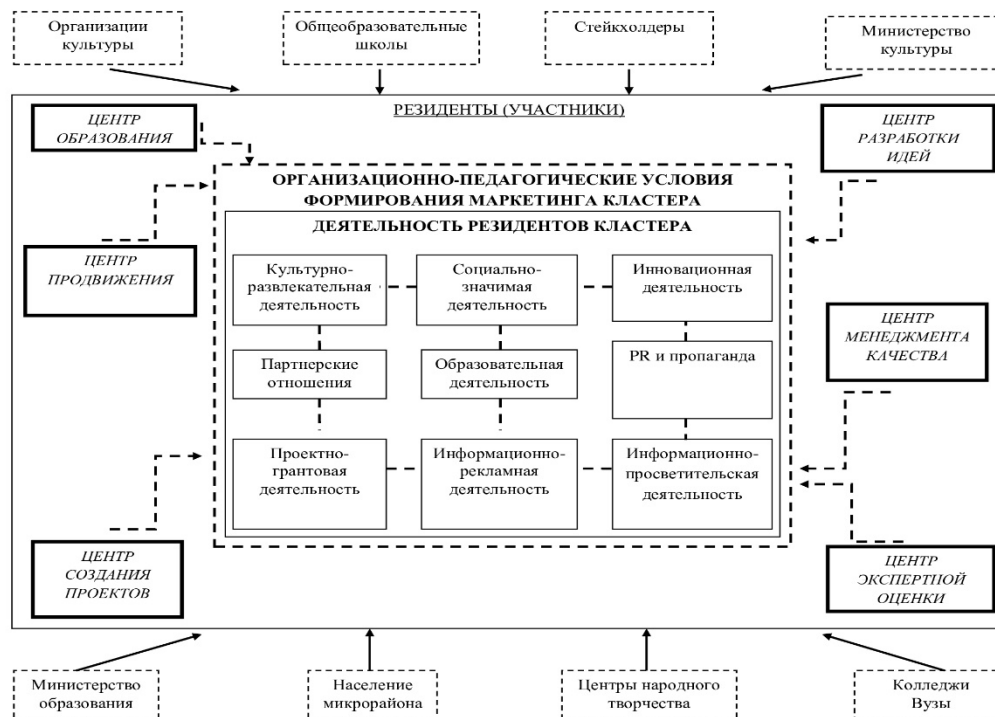 Организации
культуры
Общеобразовательные
школы
Стейкхолдеры
Министерство
культуры
РЕЗИДЕНТЫ (УЧАСТНИКИ)
ЦЕНТР
ОБРАЗОВАНИЯ
ЦЕНТР
РАЗРАБОТКИ
ИДЕЙ
ОРГАНИЗАЦИОННО-ПЕДАГОГИЧЕСКИЕ УСЛОВИЯ
ФОРМИРОВАНИЯ МАРКЕТИНГА КЛАСТЕРА
ДЕЯТЕЛЬНОСТЬ РЕЗИДЕНТОВ КЛАСТЕРА
ЦЕНТР
ПРОДВИЖЕНИЯ
Культурно-
развлекательная
деятельность
Социально-
значимая
деятельность
Инновационная
деятельность
ЦЕНТР
МЕНЕДЖМЕНТА
КАЧЕСТВА
Партнерские
отношения
Образовательная
деятельность
PR и пропаганда
Проектно-
грантовая
деятельность
Информационно-
рекламная
деятельность
Информационно-
просветительская
деятельность
ЦЕНТР
СОЗДАНИЯ
ПРОЕКТОВ
ЦЕНТР
ЭКСПЕРТНОЙ
ОЦЕНКИ
Министерство
образования
Население
микрорайона
Центры народного
творчества
Колледжи
Вузы